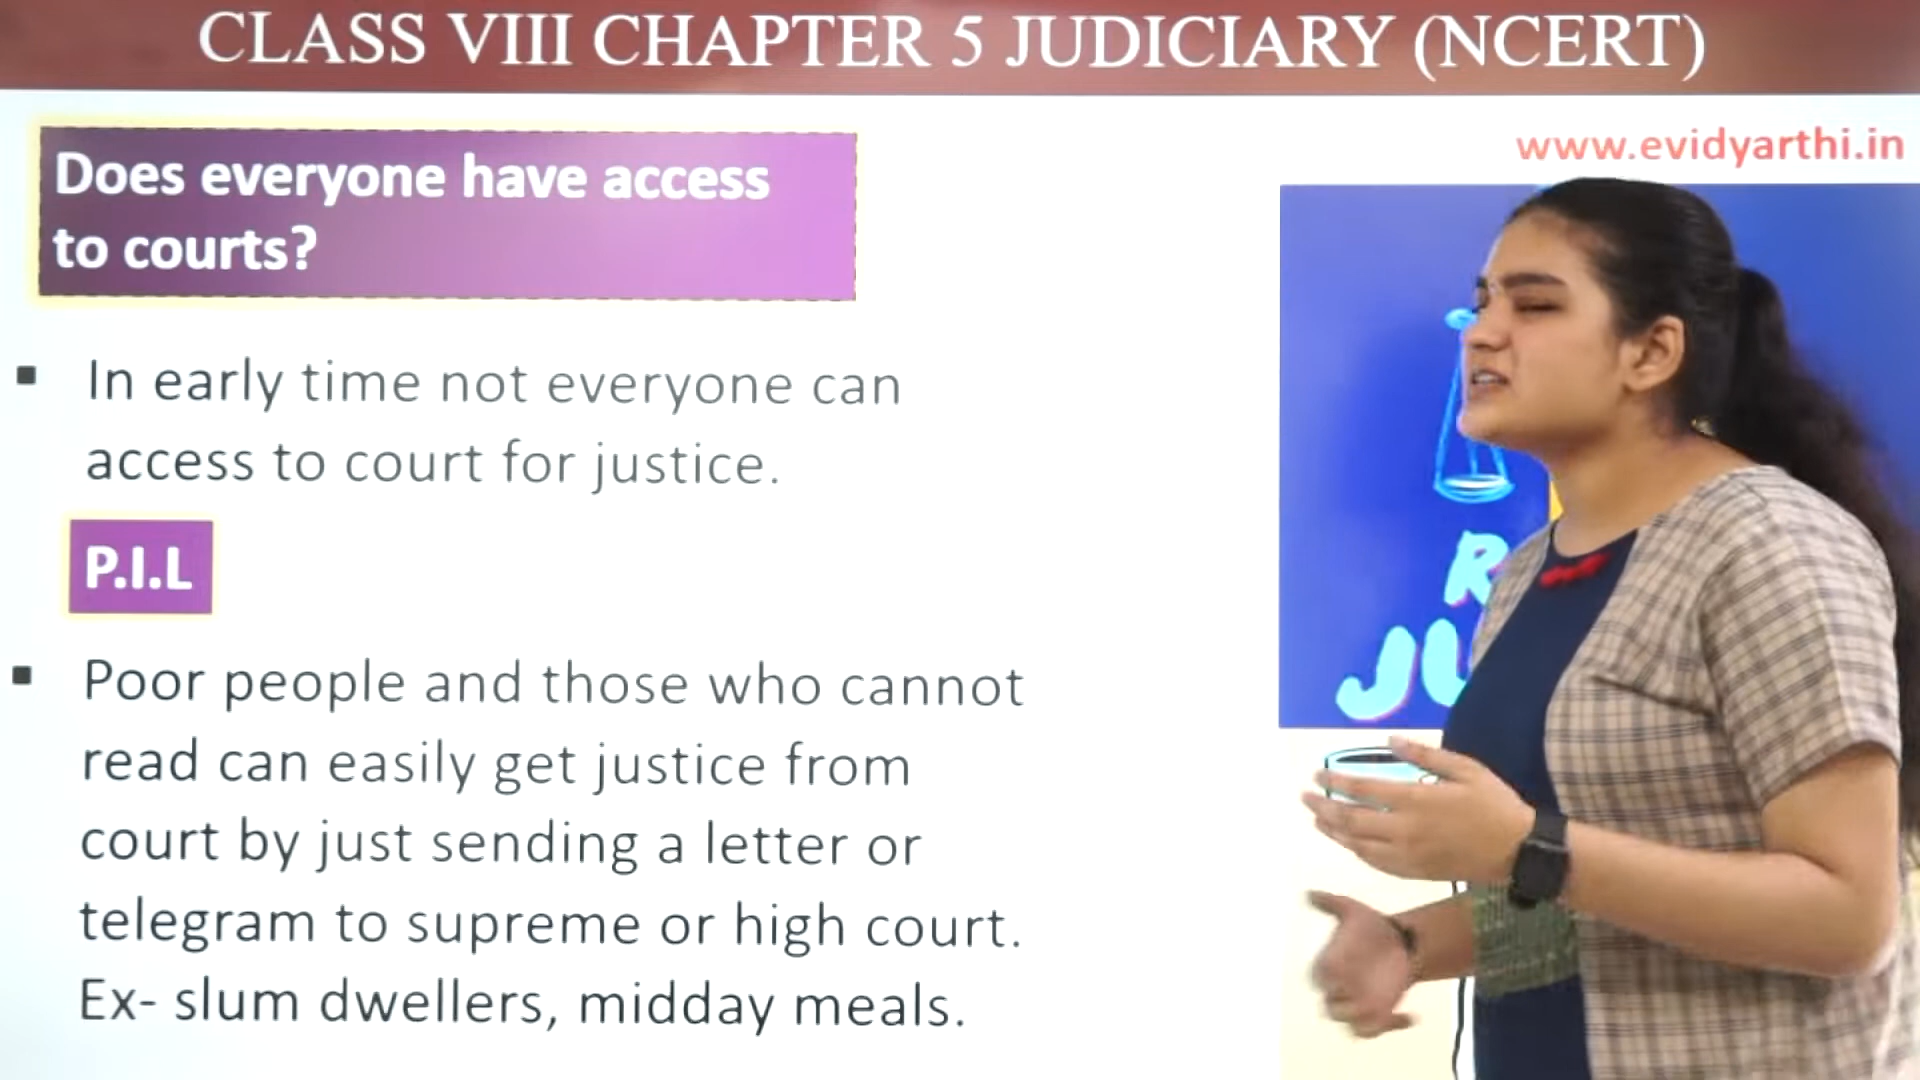 CLASS VIII CHAPTER 5 JUDICIARY (NCERT)
www.evidyarthi.in
Does everyone have access
to courts?
▪ In early time not everyone can
access to court for justice.
P.I.L
▪ Poor people and those who cannot
read can easily get justice from
court by just sending a letter or
telegram to supreme or high court.
Ex- slum dwellers, midday meals.
R
JU